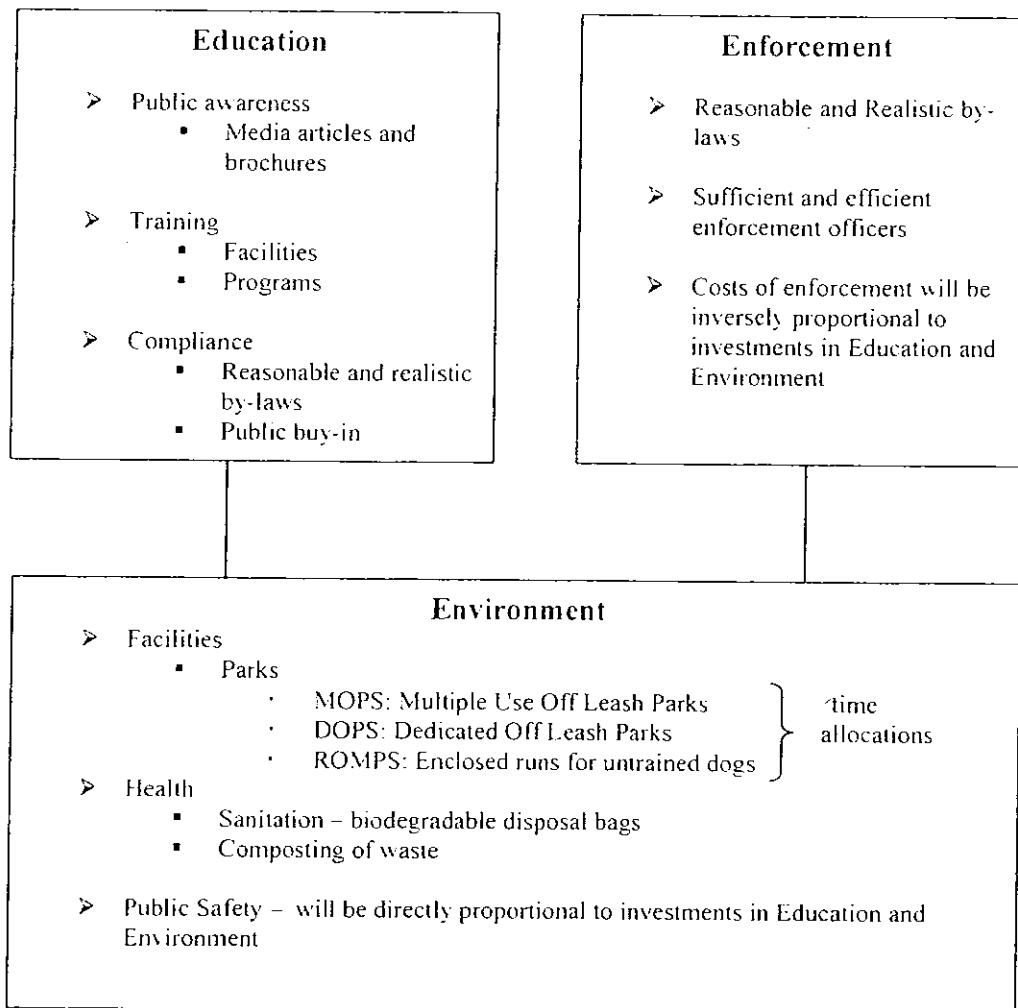 Education
➢ Public awareness
▪ Media articles and
brochures
➢ Training
▪ Facilities
▪ Programs
➢ Compliance
▪ Reasonable and realistic
by-laws
▪ Public buy-in
Enforcement
➢ Reasonable and Realistic by-
laws
➢ Sufficient and efficient
enforcement officers
➢ Costs of enforcement will be
inversely proportional to
investments in Education and
Environment
Environment
➢ Facilities
▪ Parks
· MOPS: Multiple Use Off Leash Parks
· DOPS: Dedicated Off Leash Parks
· ROMPS: Enclosed runs for untrained dogs
time
allocations
➢ Health
▪ Sanitation – biodegradable disposal bags
▪ Composting of waste
➢ Public Safety – will be directly proportional to investments in Education and
Environment